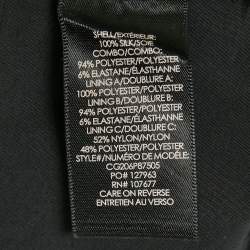 SHELL/EXTÉRIEUR:
100% SILK/SOIE
COMBO/COMBO:
94% POLYESTER/POLYESTER
6% ELASTANE/ÉLASTHANNE
LINING A/DOUBLURE A:
100% POLYESTER/POLYESTER
LINING B/DOUBLURE B:
94% POLYESTER/POLYESTER
6% ELASTANE/ÉLASTHANNE
LINING C/DOUBLURE C:
52% NYLON/NYLON
48% POLYESTER/POLYESTER
STYLE#/NUMÉRO DE MODÈLE:
CG206P87505
PO# 127963
RN# 107677
CARE ON REVERSE
ENTRETIEN AU VERSO